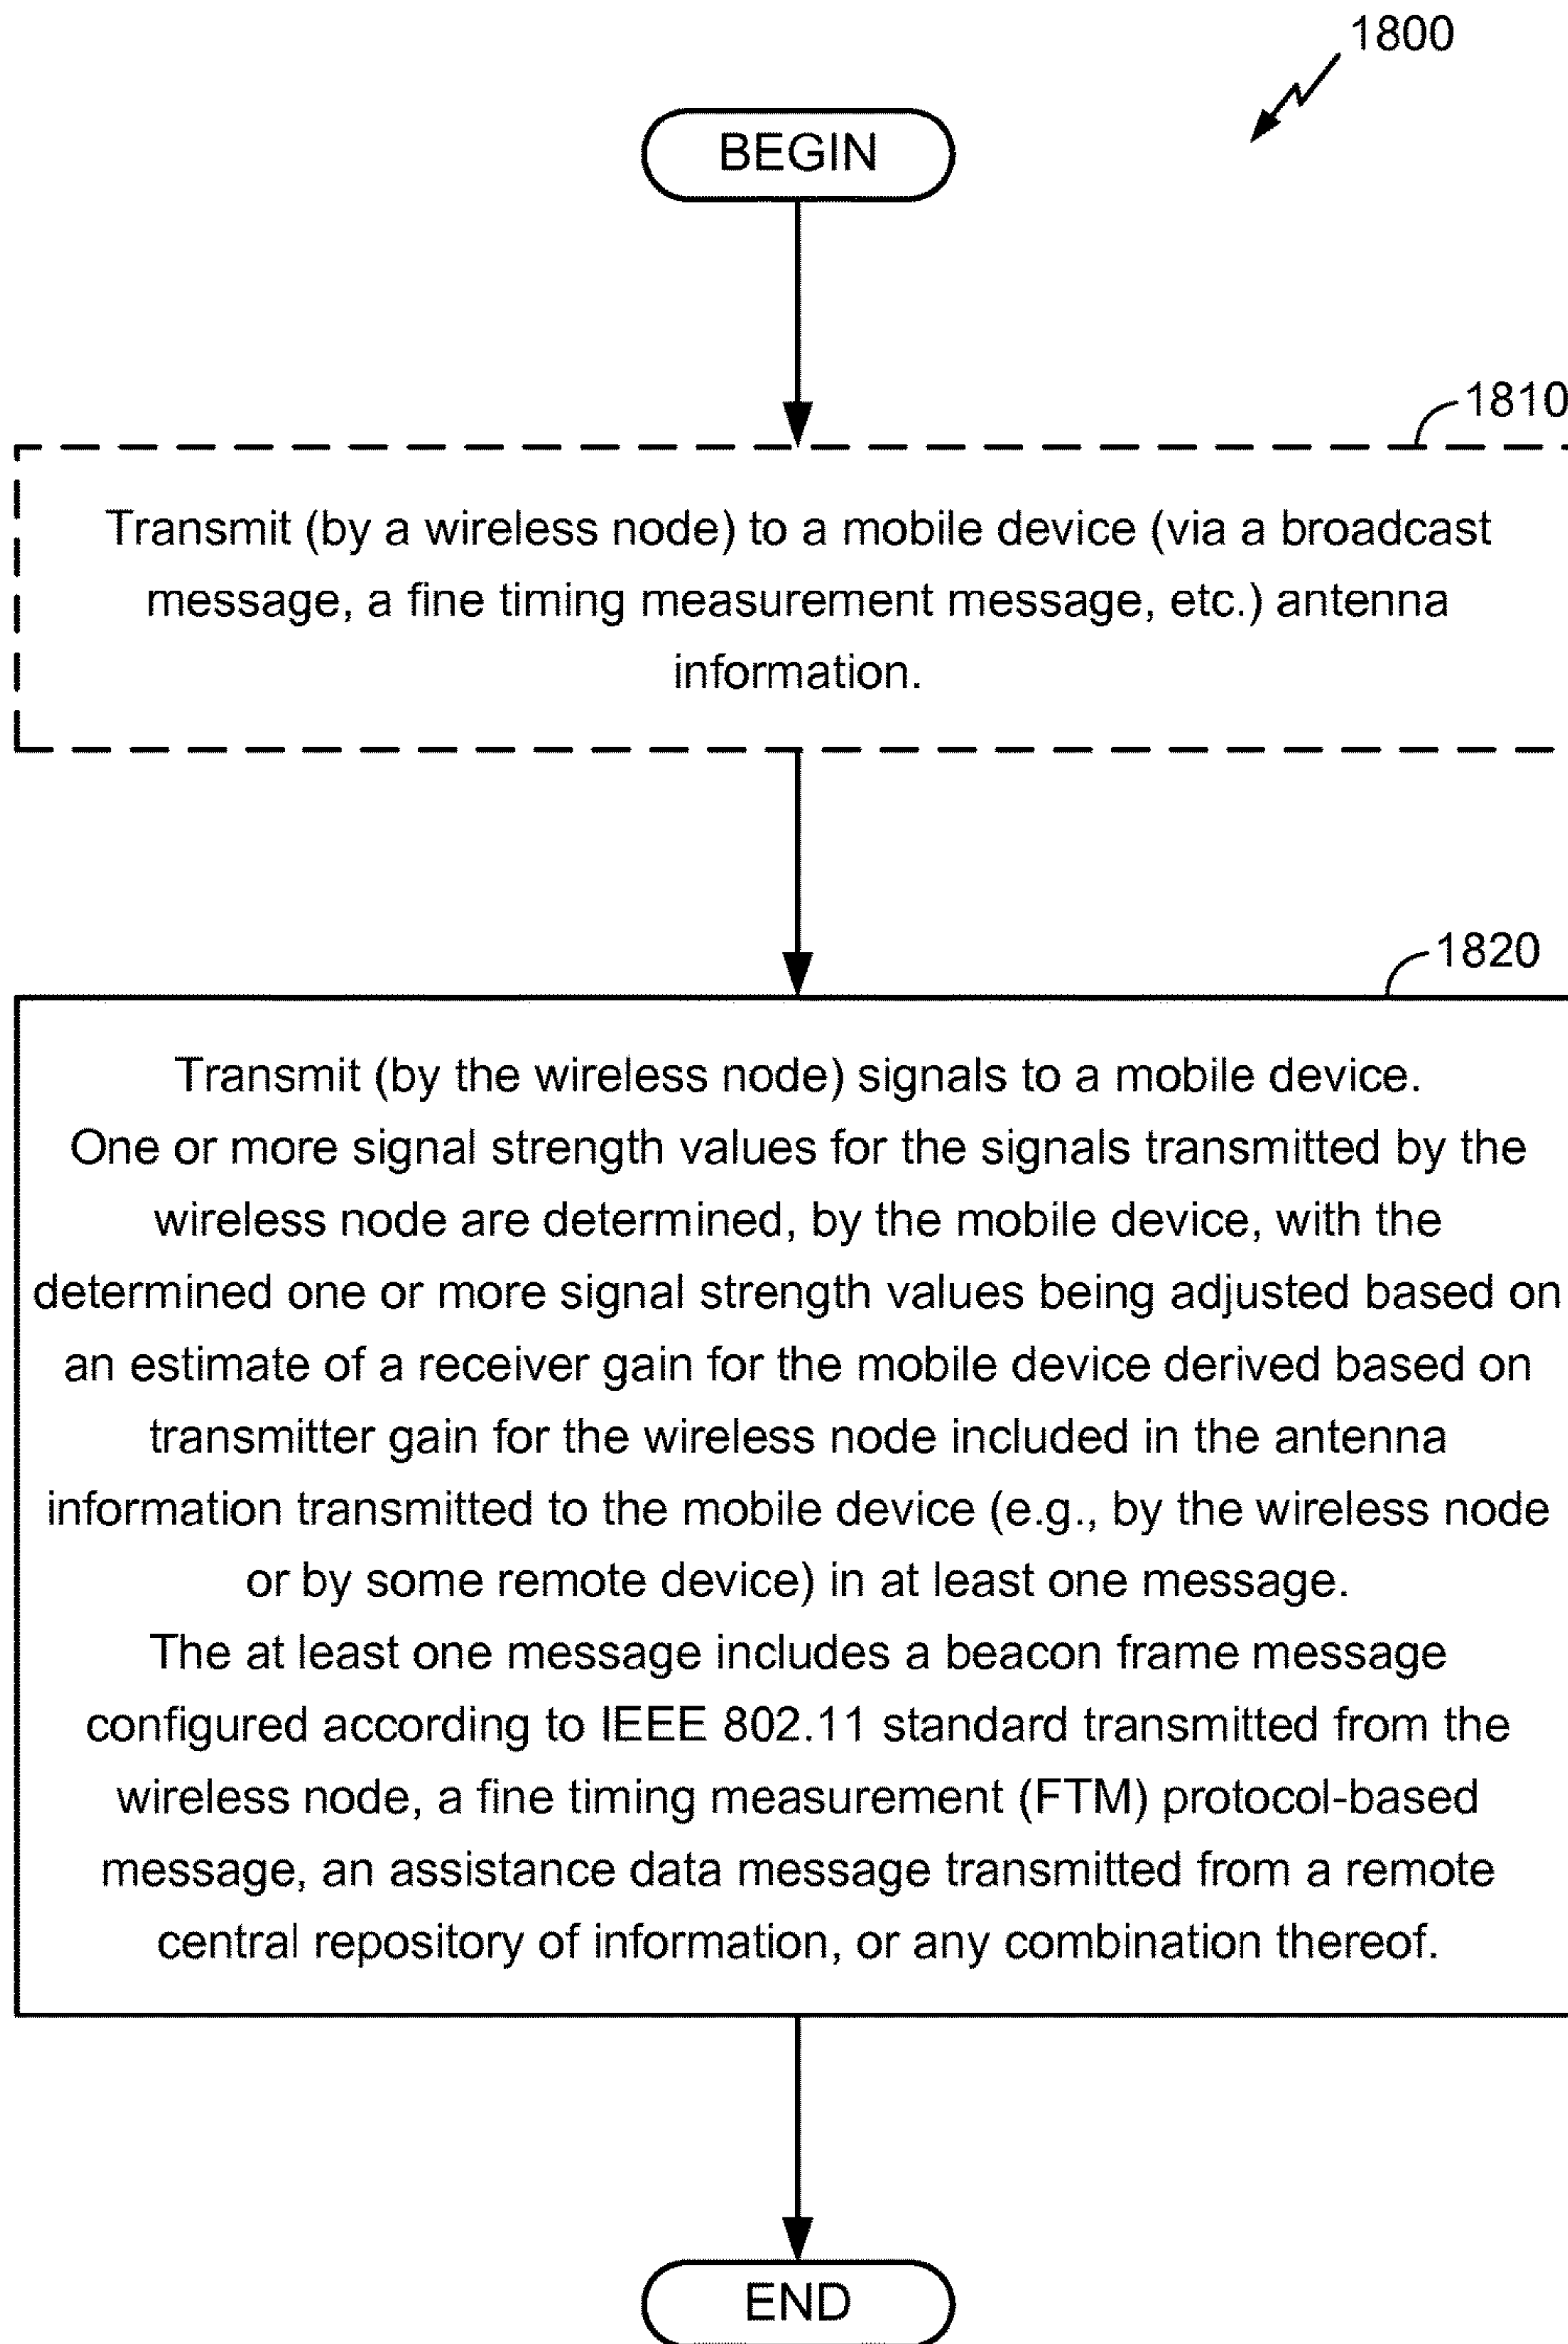 1800
BEGIN
1810
Transmit (by a wireless node) to a mobile device (via a broadcast
message, a fine timing measurement message, etc.) antenna
information.
1820
Transmit (by the wireless node) signals to a mobile device.
One or more signal strength values for the signals transmitted by the
wireless node are determined, by the mobile device, with the
determined one or more signal strength values being adjusted based on
an estimate of a receiver gain for the mobile device derived based on
transmitter gain for the wireless node included in the antenna
information transmitted to the mobile device (e.g., by the wireless node
or by some remote device) in at least one message.
The at least one message includes a beacon frame message
configured according to IEEE 802.11 standard transmitted from the
wireless node, a fine timing measurement (FTM) protocol-based
message, an assistance data message transmitted from a remote
central repository of information, or any combination thereof.
END